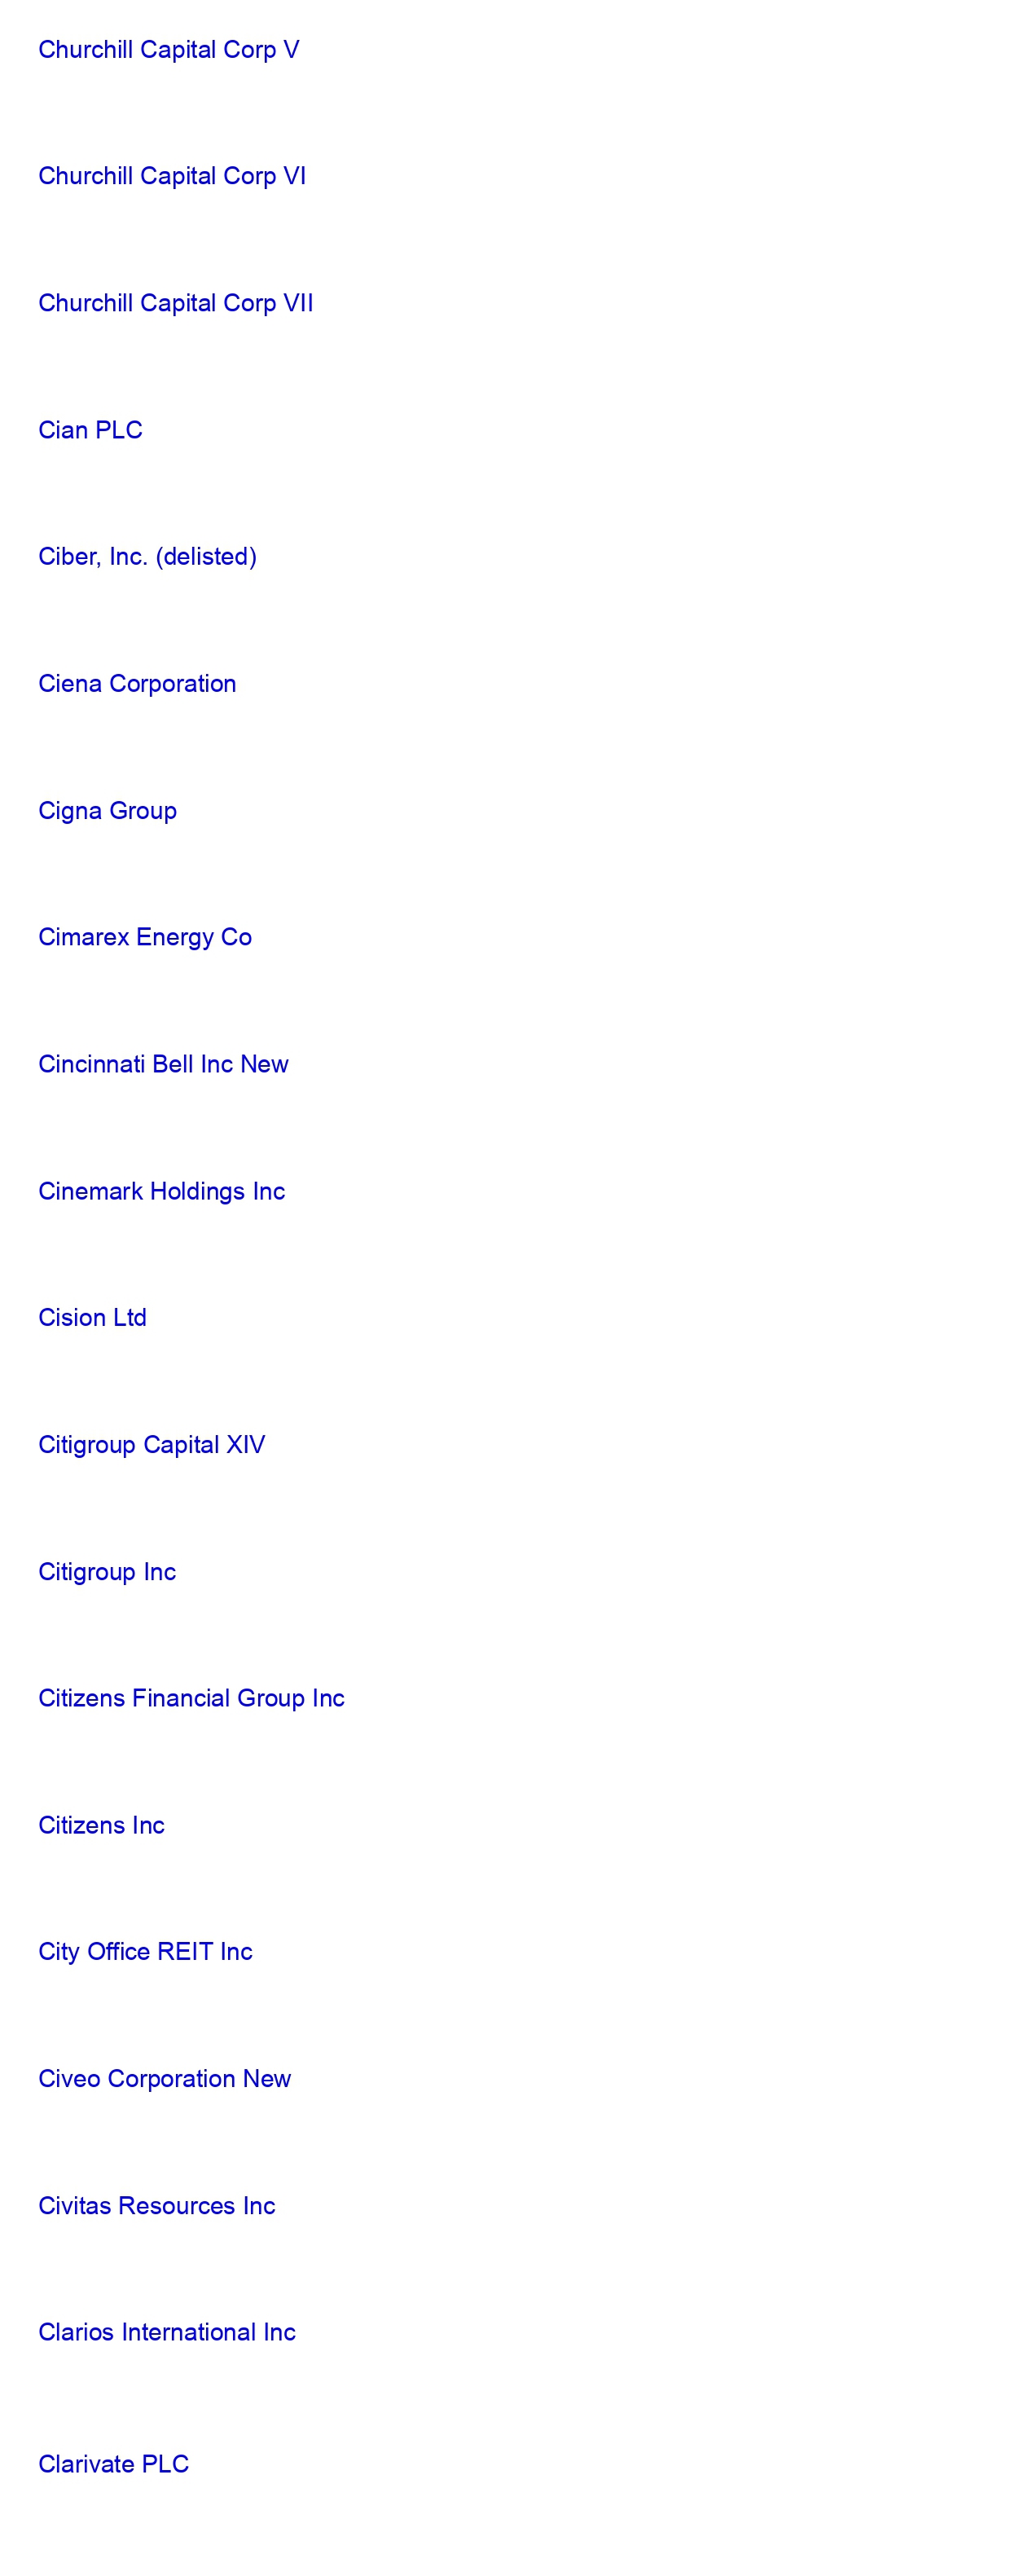 Churchill Capital Corp V
Churchill Capital Corp VI
Churchill Capital Corp VII
Cian PLC
Ciber, Inc. (delisted)
Ciena Corporation
Cigna Group
Cimarex Energy Co
Cincinnati Bell Inc New
Cinemark Holdings Inc
Cision Ltd
Citigroup Capital XIV
Citigroup Inc
Citizens Financial Group Inc
Citizens Inc
City Office REIT Inc
Civeo Corporation New
Civitas Resources Inc
Clarios International Inc
Clarivate PLC